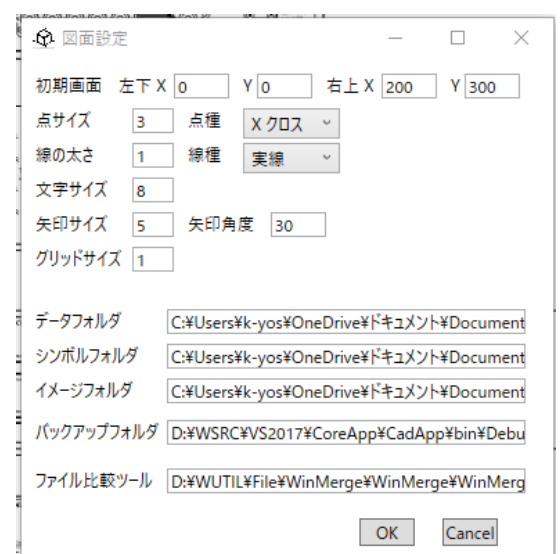 図面設定
初期画面 左下 X 0 Y 0 右上 X 200 Y 300
点サイズ 3 点種 X クロス
線の太さ 1 線種 実線
文字サイズ 8
矢印サイズ 5 矢印角度 30
グリッドサイズ 1
データフォルダ C:¥Users¥k-yos¥OneDrive¥ドキュメント¥Document
シンボルフォルダ C:¥Users¥k-yos¥OneDrive¥ドキュメント¥Document
イメージフォルダ C:¥Users¥k-yos¥OneDrive¥ドキュメント¥Document
バックアップフォルダ D:¥WSRC¥VS2017¥CoreApp¥CadApp¥bin¥Debu
ファイル比較ツール D:¥WUTIL¥File¥WinMerge¥WinMerge¥WinMerg
OK Cancel